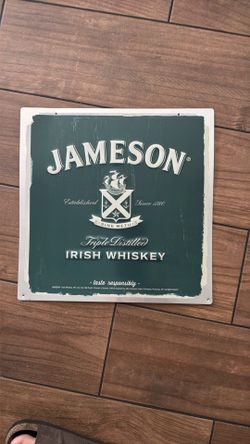 JAMESON®
Established Since 1780
SINE METU
Triple Distilled
IRISH WHISKEY
- taste responsibly -